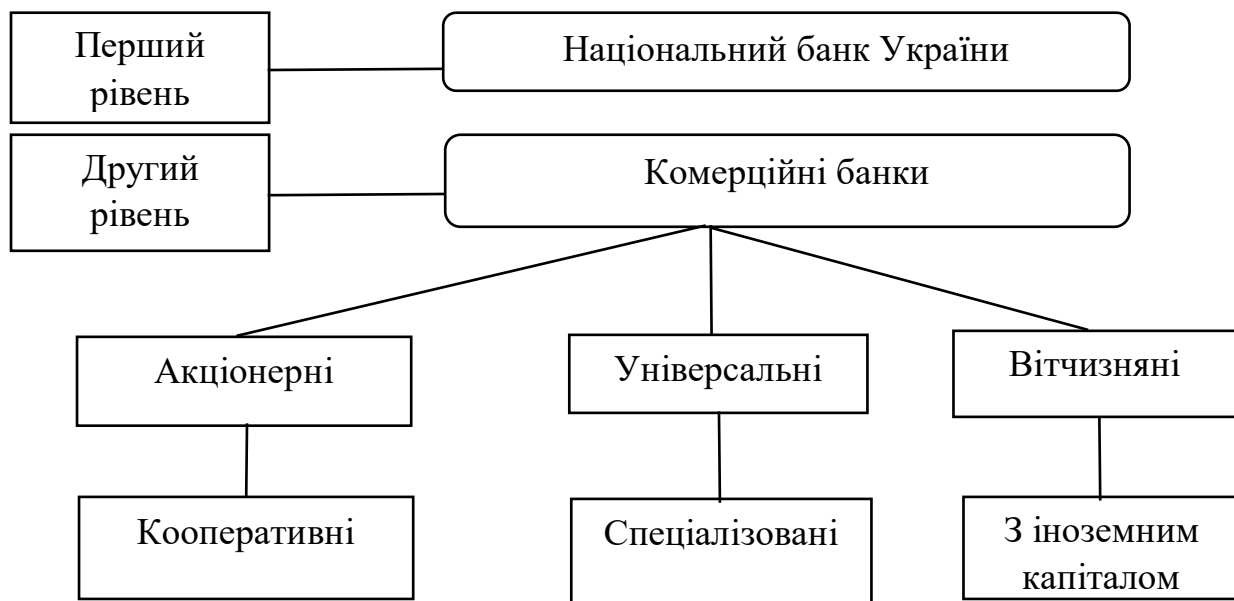 Перший
рівень
Національний банк України
Другий
рівень
Комерційні банки
Акціонерні
Універсальні
Вітчизняні
Кооперативні
Спеціалізовані
З іноземним
капіталом